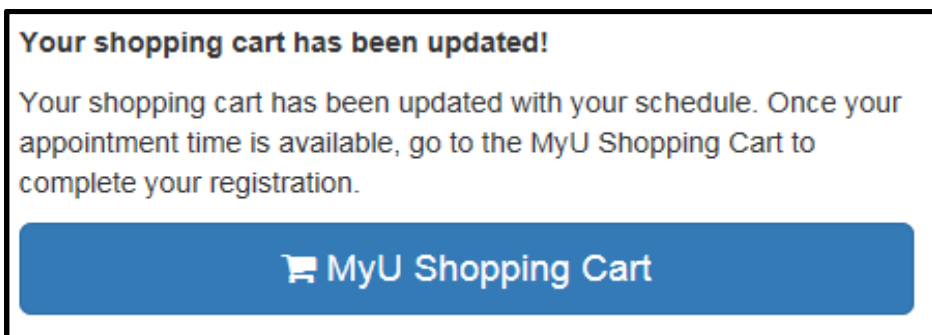 Your shopping cart has been updated!
Your shopping cart has been updated with your schedule. Once your
appointment time is available, go to the MyU Shopping Cart to
complete your registration.
MyU Shopping Cart